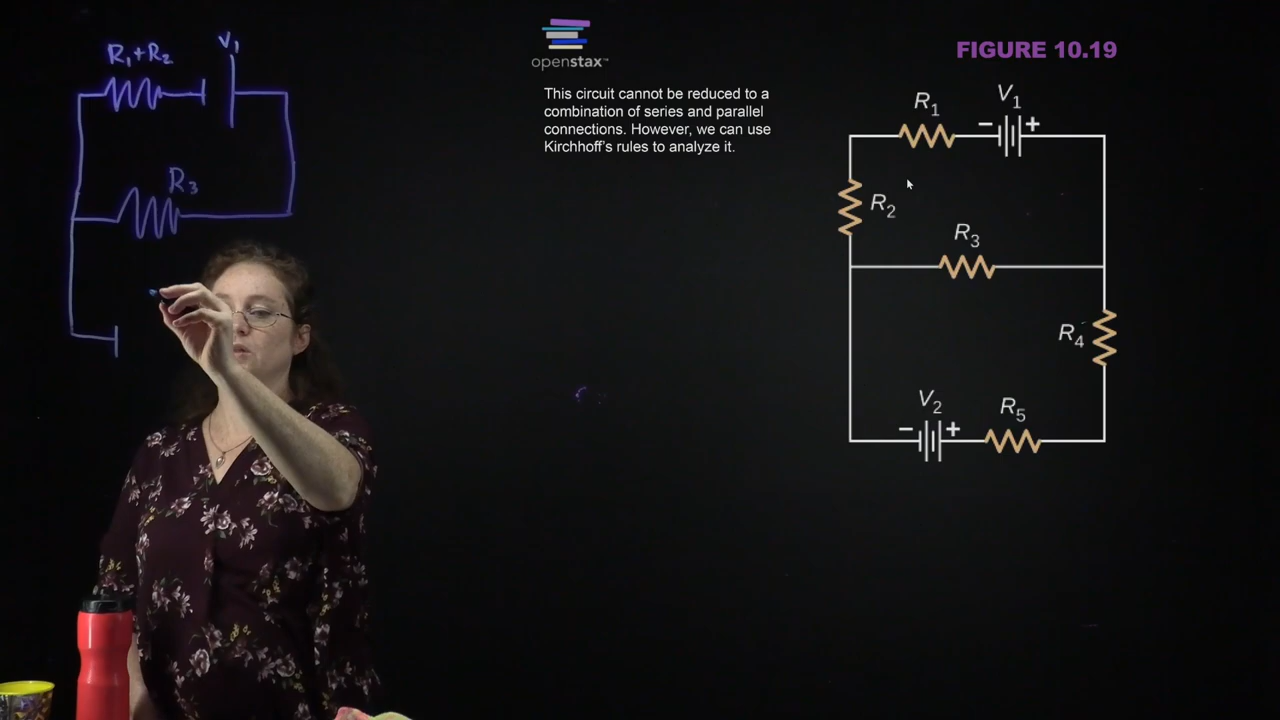 R₁+R₂
V₁
R₃
openstax™
This circuit cannot be reduced to a
combination of series and parallel
connections. However, we can use
Kirchhoff's rules to analyze it.
FIGURE 10.19
R₁
V₁
− +
R₂
R₃
R₄
V₂
− +
R₅